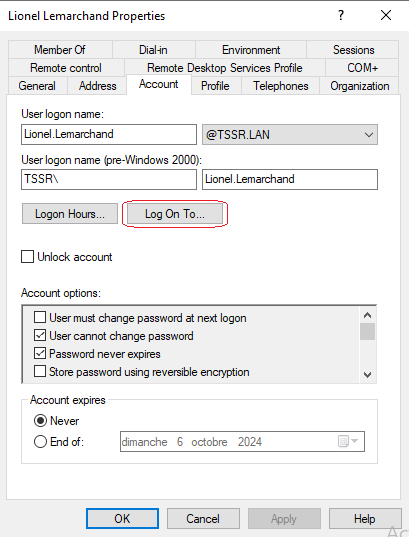 Lionel Lemarchand Properties
Member Of Dial-in Environment Sessions
Remote control Remote Desktop Services Profile COM+
General Address Account Profile Telephones Organization
User logon name:
Lionel.Lemarchand @TSSR.LAN
User logon name (pre-Windows 2000):
TSSR\ Lionel.Lemarchand
Logon Hours... Log On To...
Unlock account
Account options:
User must change password at next logon
User cannot change password
Password never expires
Store password using reversible encryption
Account expires
Never
End of: dimanche 6 octobre 2024
OK Cancel Apply Help